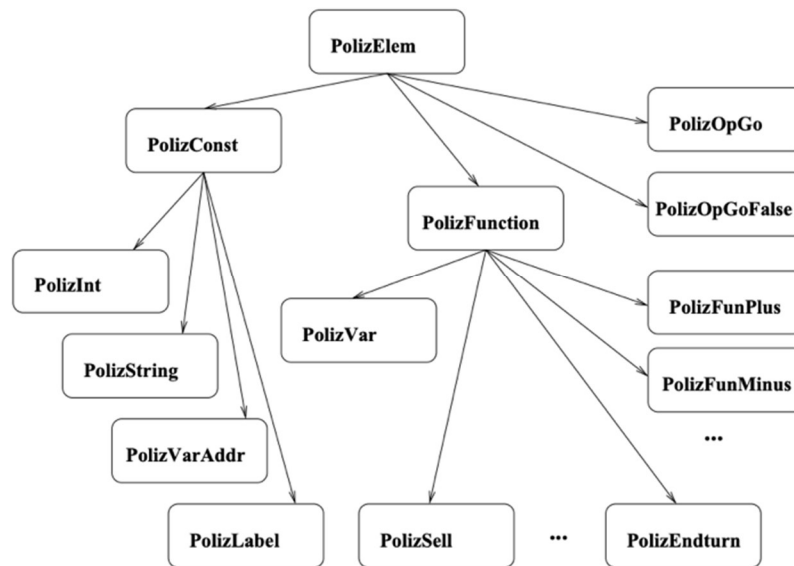 PolizElem
PolizOpGo
PolizConst
PolizOpGoFalse
PolizFunction
PolizInt
PolizFunPlus
PolizVar
PolizString
PolizFunMinus
...
PolizVarAddr
PolizLabel
PolizSell
...
PolizEndturn